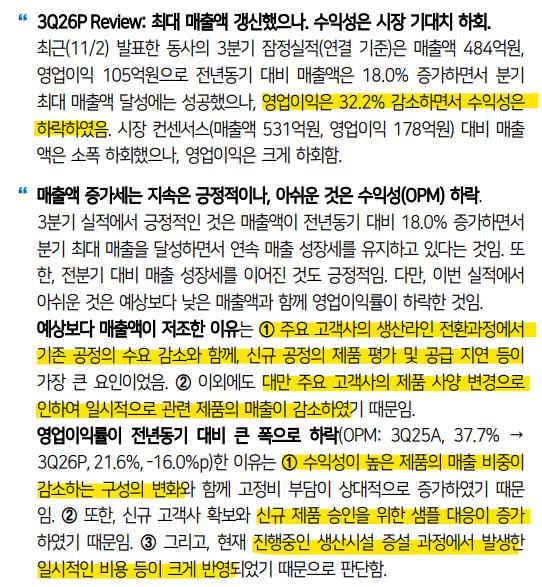 “ 3Q26P Review: 최대 매출액 갱신했으나. 수익성은 시장 기대치 하회.
최근(11/2) 발표한 동사의 3분기 잠정실적(연결 기준)은 매출액 484억원,
영업이익 105억원으로 전년동기 대비 매출액은 18.0% 증가하면서 분기
최대 매출액 달성에는 성공했으나, 영업이익은 32.2% 감소하면서 수익성은
하락하였음. 시장 컨센서스(매출액 531억원, 영업이익 178억원) 대비 매출
액은 소폭 하회했으나, 영업이익은 크게 하회함.
“ 매출액 증가세는 지속은 긍정적이나, 아쉬운 것은 수익성(OPM) 하락.
3분기 실적에서 긍정적인 것은 매출액이 전년동기 대비 18.0% 증가하면서
분기 최대 매출을 달성하면서 연속 매출 성장세를 유지하고 있다는 것임. 또
한, 전분기 대비 매출 성장세를 이어진 것도 긍정적임. 다만, 이번 실적에서
아쉬운 것은 예상보다 낮은 매출액과 함께 영업이익률이 하락한 것임.
예상보다 매출액이 저조한 이유는 ① 주요 고객사의 생산라인 전환과정에서
기존 공정의 수요 감소와 함께, 신규 공정의 제품 평가 및 공급 지연 등이
가장 큰 요인이었음. ② 이외에도 대만 주요 고객사의 제품 사양 변경으로
인하여 일시적으로 관련 제품의 매출이 감소하였기 때문임.
영업이익률이 전년동기 대비 큰 폭으로 하락(OPM: 3Q25A, 37.7% →
3Q26P, 21.6%, -16.0%p)한 이유는 ① 수익성이 높은 제품의 매출 비중이
감소하는 구성의 변화와 함께 고정비 부담이 상대적으로 증가하였기 때문
임. ② 또한, 신규 고객사 확보와 신규 제품 승인을 위한 샘플 대응이 증가
하였기 때문임. ③ 그리고, 현재 진행중인 생산시설 증설 과정에서 발생한
일시적인 비용 등이 크게 반영되었기 때문으로 판단함.